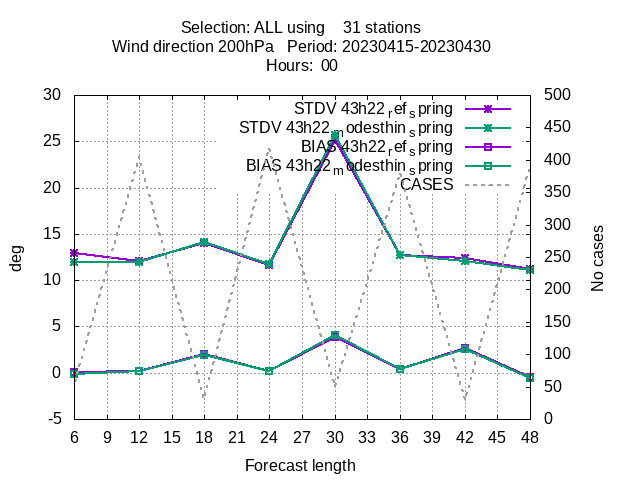 Selection: ALL using    31 stations
Wind direction 200hPa   Period: 20230415-20230430
Hours:  00
STDV 43h22_ref_spring
STDV 43h22_modesthin_spring
BIAS 43h22_ref_spring
BIAS 43h22_modesthin_spring
CASES
30
25
20
15
10
5
0
-5
deg
500
450
400
350
300
250
200
150
100
50
0
No cases
6 9 12 15 18 21 24 27 30 33 36 39 42 45 48
Forecast length